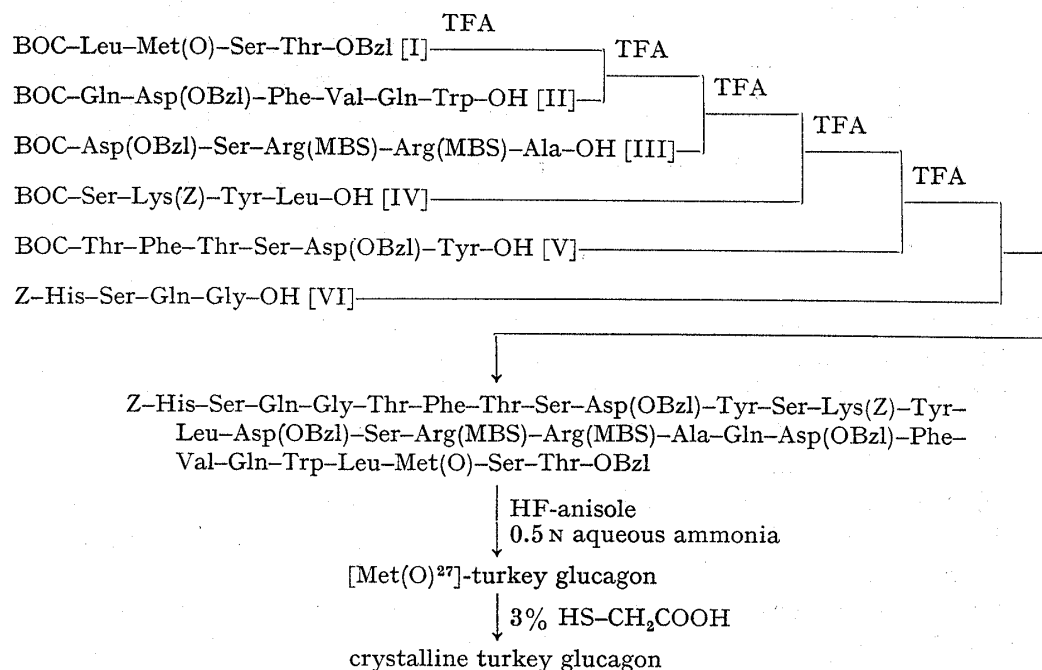 TFA
BOC–Leu–Met(O)–Ser–Thr–OBzl [I]
TFA
BOC–Gln–Asp(OBzl)–Phe–Val–Gln–Trp–OH [II]
TFA
BOC–Asp(OBzl)–Ser–Arg(MBS)–Arg(MBS)–Ala–OH [III]
TFA
BOC–Ser–Lys(Z)–Tyr–Leu–OH [IV]
TFA
BOC–Thr–Phe–Thr–Ser–Asp(OBzl)–Tyr–OH [V]
Z–His–Ser–Gln–Gly–OH [VI]
Z–His–Ser–Gln–Gly–Thr–Phe–Thr–Ser–Asp(OBzl)–Tyr–Ser–Lys(Z)–Tyr–
Leu–Asp(OBzl)–Ser–Arg(MBS)–Arg(MBS)–Ala–Gln–Asp(OBzl)–Phe–
Val–Gln–Trp–Leu–Met(O)–Ser–Thr–OBzl
HF-anisole
0.5 N aqueous ammonia
[Met(O)²⁷]-turkey glucagon
3% HS–CH₂COOH
crystalline turkey glucagon